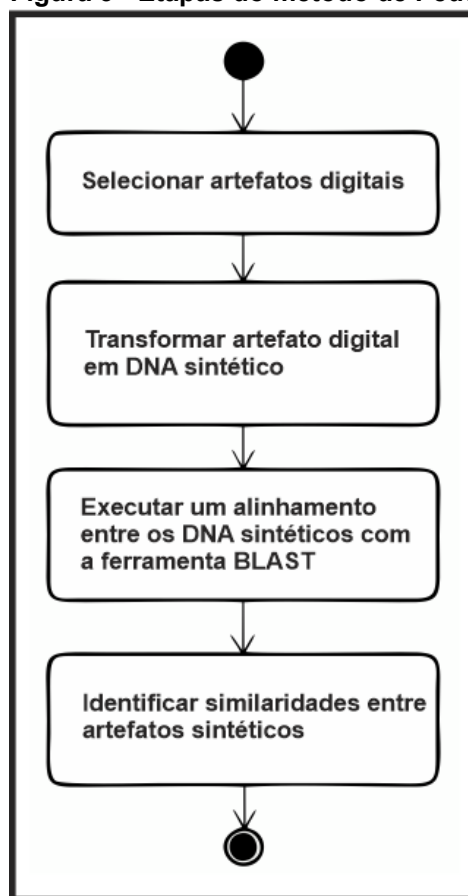 Selecionar artefatos digitais
Transformar artefato digital
em DNA sintético
Executar um alinhamento
entre os DNA sintéticos com
a ferramenta BLAST
Identificar similaridades entre
artefatos sintéticos